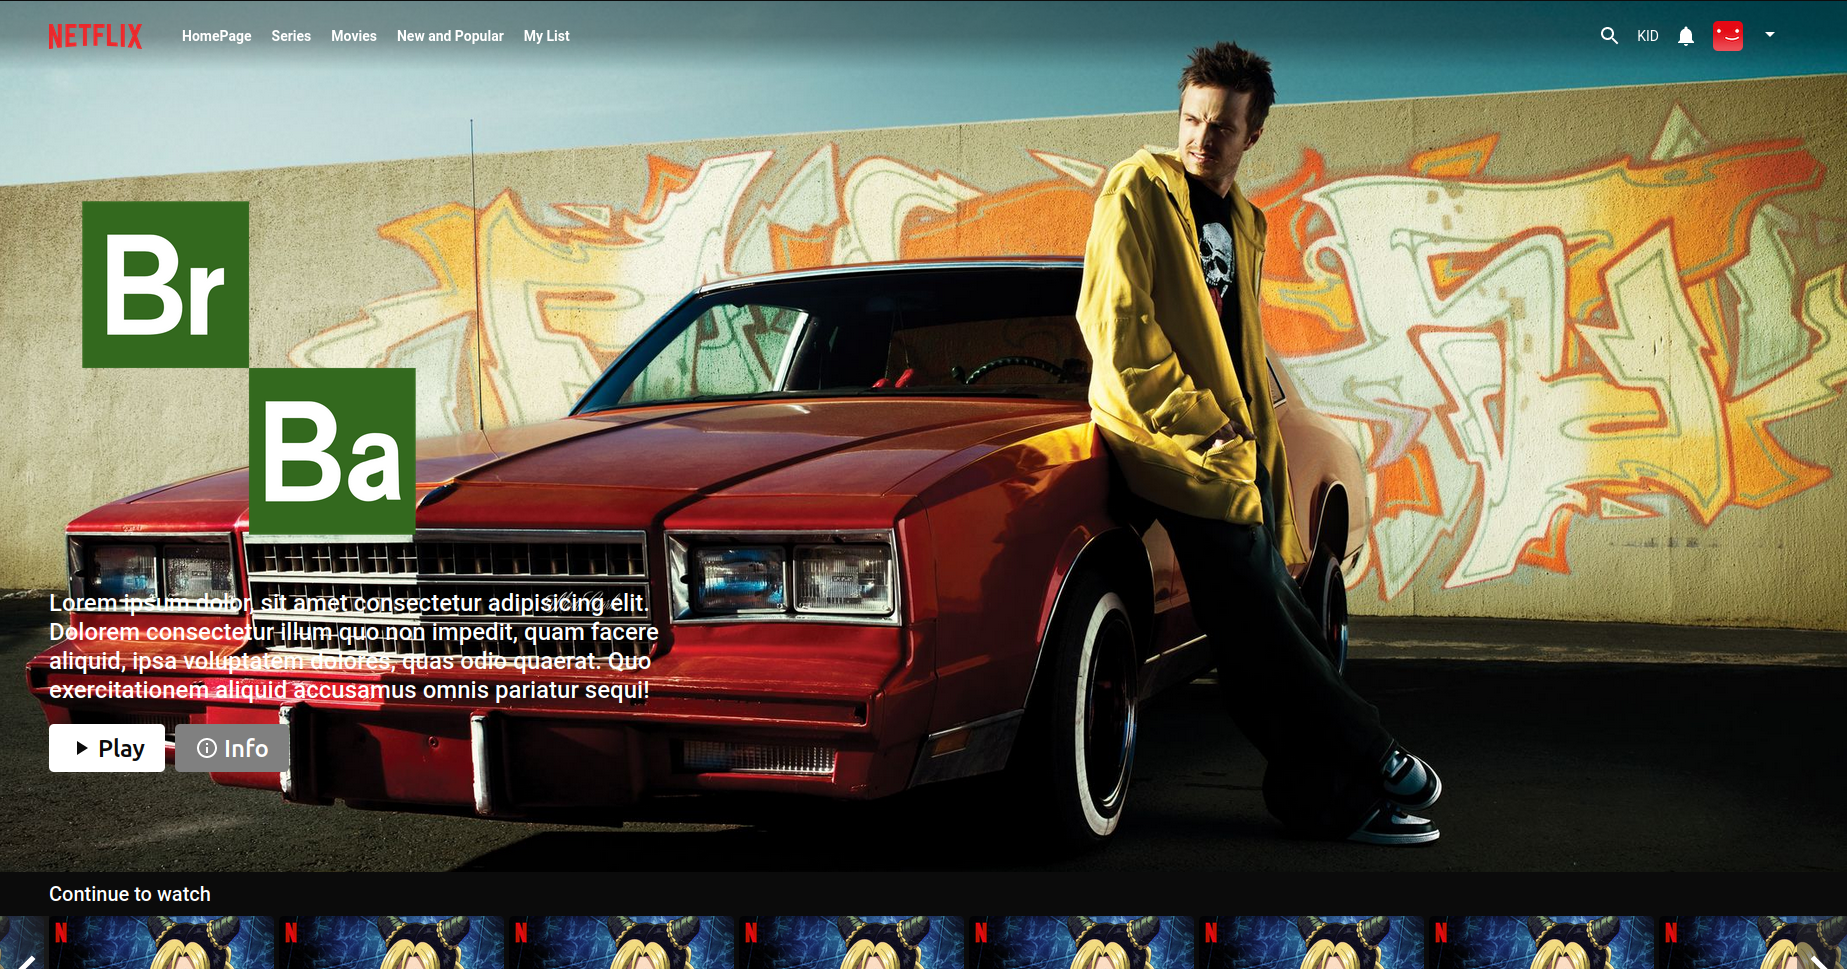 NETFLIX HomePage Series Movies New and Popular My List KID
Br
Ba
Lorem ipsum dolor, sit amet consectetur adipisicing elit.
Dolorem consectetur illum quo non impedit, quam facere
aliquid, ipsa voluptatem dolores, quas odio quaerat. Quo
exercitationem aliquid accusamus omnis pariatur sequi!
Play Info
Continue to watch
N N N N N N N N